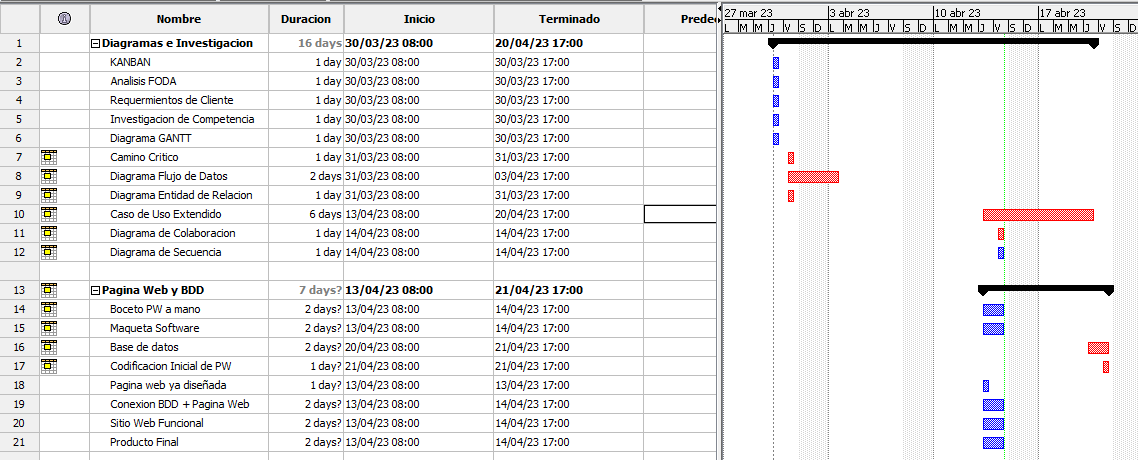 Nombre Duracion Inicio Terminado Predec 27 mar 23 3 abr 23 10 abr 23 17 abr 23
L M M J V S D L M M J V S D L M M J V S D L M M J V S D
1 Diagramas e Investigacion 16 days 30/03/23 08:00 20/04/23 17:00
2 KANBAN 1 day 30/03/23 08:00 30/03/23 17:00
3 Analisis FODA 1 day 30/03/23 08:00 30/03/23 17:00
4 Requermientos de Cliente 1 day 30/03/23 08:00 30/03/23 17:00
5 Investigacion de Competencia 1 day 30/03/23 08:00 30/03/23 17:00
6 Diagrama GANTT 1 day 30/03/23 08:00 30/03/23 17:00
7 Camino Critico 1 day 31/03/23 08:00 31/03/23 17:00
8 Diagrama Flujo de Datos 2 days 31/03/23 08:00 03/04/23 17:00
9 Diagrama Entidad de Relacion 1 day 31/03/23 08:00 31/03/23 17:00
10 Caso de Uso Extendido 6 days 13/04/23 08:00 20/04/23 17:00
11 Diagrama de Colaboracion 1 day 14/04/23 08:00 14/04/23 17:00
12 Diagrama de Secuencia 1 day 14/04/23 08:00 14/04/23 17:00
13 Pagina Web y BDD 7 days? 13/04/23 08:00 21/04/23 17:00
14 Boceto PW a mano 2 days? 13/04/23 08:00 14/04/23 17:00
15 Maqueta Software 2 days? 13/04/23 08:00 14/04/23 17:00
16 Base de datos 2 days? 20/04/23 08:00 21/04/23 17:00
17 Codificacion Inicial de PW 1 day? 21/04/23 08:00 21/04/23 17:00
18 Pagina web ya diseñada 1 day? 13/04/23 08:00 13/04/23 17:00
19 Conexion BDD + Pagina Web 2 days? 13/04/23 08:00 14/04/23 17:00
20 Sitio Web Funcional 2 days? 13/04/23 08:00 14/04/23 17:00
21 Producto Final 2 days? 13/04/23 08:00 14/04/23 17:00